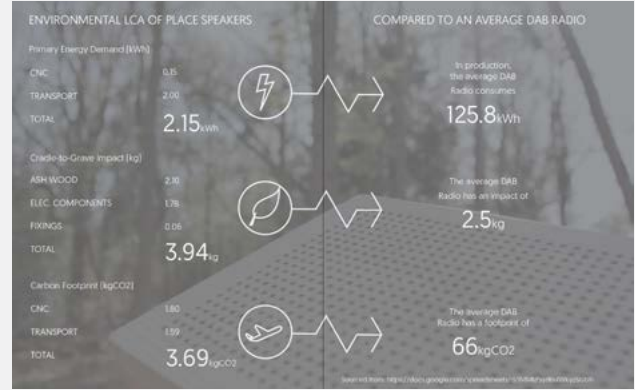 ENVIRONMENTAL LCA OF PLACE SPEAKERS
COMPARED TO AN AVERAGE DAB RADIO
Primary Energy Demand (kWh)
CNC 0.15
TRANSPORT 2.00
TOTAL 2.15kWh
In production,
the average DAB
Radio consumes
125.8kWh
Cradle-to-Grave Impact (kg)
ASH WOOD 2.10
ELEC. COMPONENTS 1.78
FIXINGS 0.06
TOTAL 3.94kg
The average DAB
Radio has an impact of
2.5kg
Carbon Footprint (kgCO2)
CNC 1.80
TRANSPORT 1.89
TOTAL 3.69kgCO2
The average DAB
Radio has a footprint of
66kgCO2